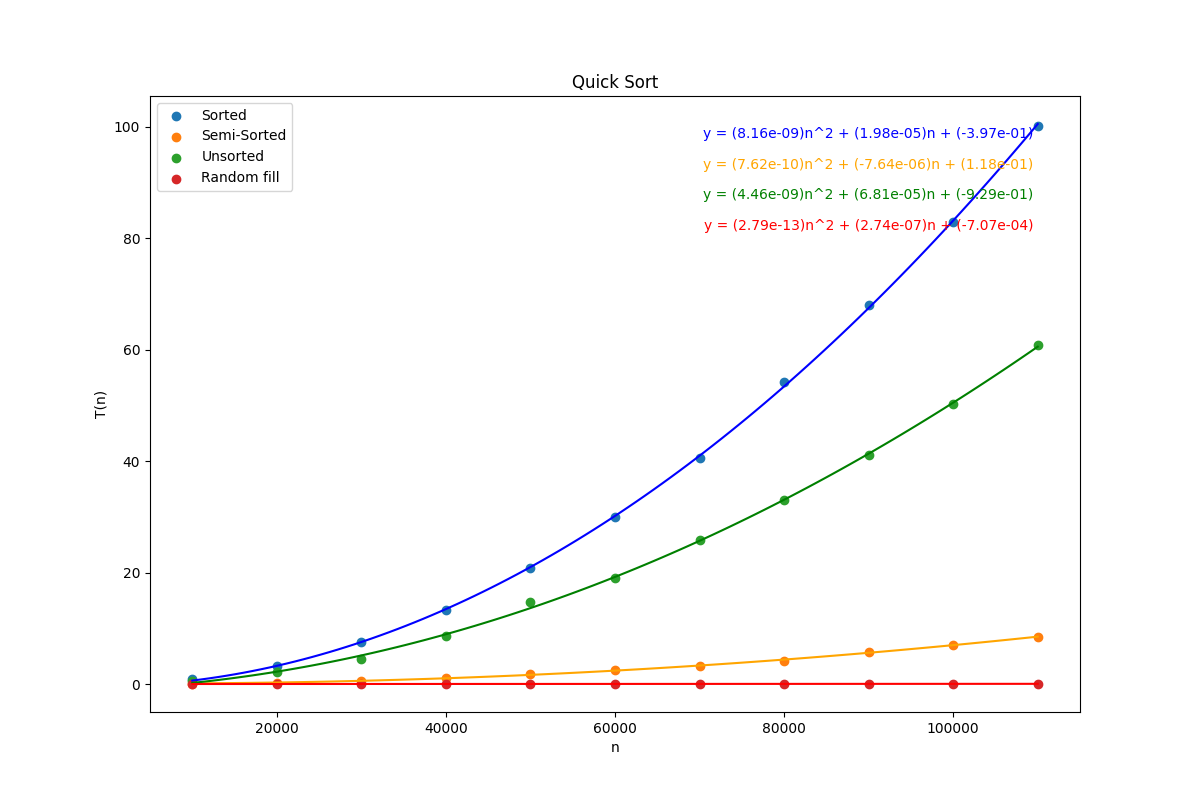 Quick Sort
Sorted
Semi-Sorted
Unsorted
Random fill
y = (8.16e-09)n^2 + (1.98e-05)n + (-3.97e-01)
y = (7.62e-10)n^2 + (-7.64e-06)n + (1.18e-01)
y = (4.46e-09)n^2 + (6.81e-05)n + (-9.29e-01)
y = (2.79e-13)n^2 + (2.74e-07)n + (-7.07e-04)
100
80
60
40
20
0
T(n)
20000 40000 60000 80000 100000
n